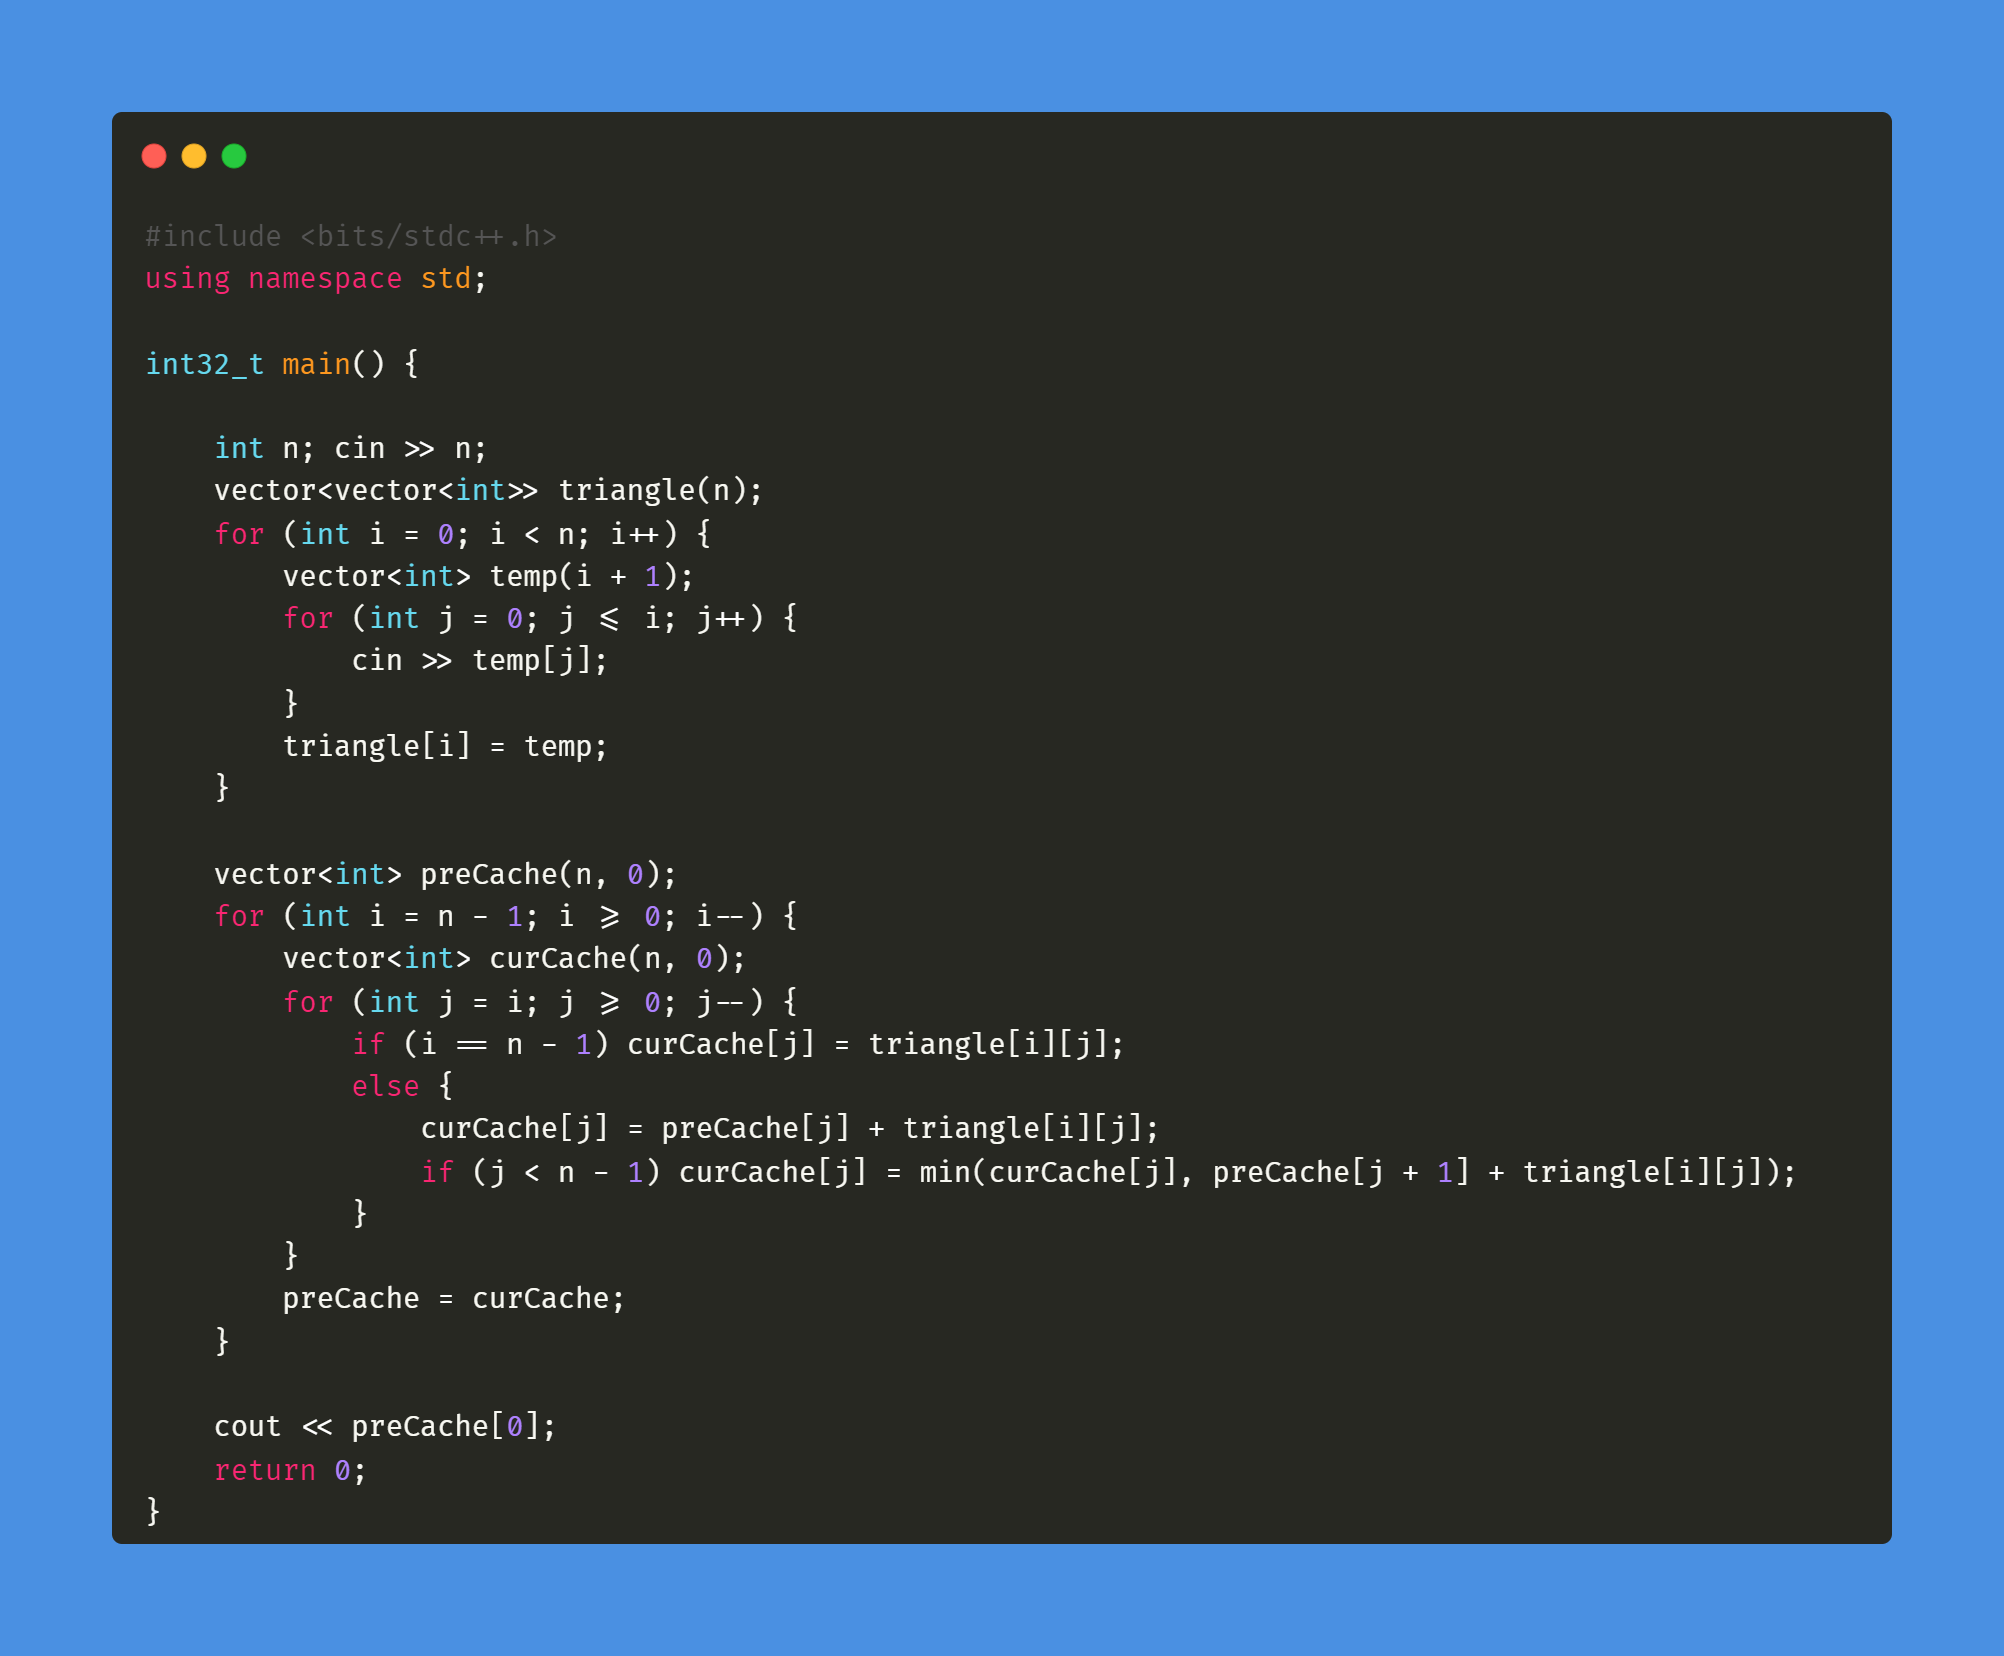 #include <bits/stdc++.h>
using namespace std;

int32_t main() {

    int n; cin >> n;
    vector<vector<int>> triangle(n);
    for (int i = 0; i < n; i++) {
        vector<int> temp(i + 1);
        for (int j = 0; j <= i; j++) {
            cin >> temp[j];
        }
        triangle[i] = temp;
    }

    vector<int> preCache(n, 0);
    for (int i = n - 1; i >= 0; i--) {
        vector<int> curCache(n, 0);
        for (int j = i; j >= 0; j--) {
            if (i == n - 1) curCache[j] = triangle[i][j];
            else {
                curCache[j] = preCache[j] + triangle[i][j];
                if (j < n - 1) curCache[j] = min(curCache[j], preCache[j + 1] + triangle[i][j]);
            }
        }
        preCache = curCache;
    }

    cout << preCache[0];
    return 0;
}